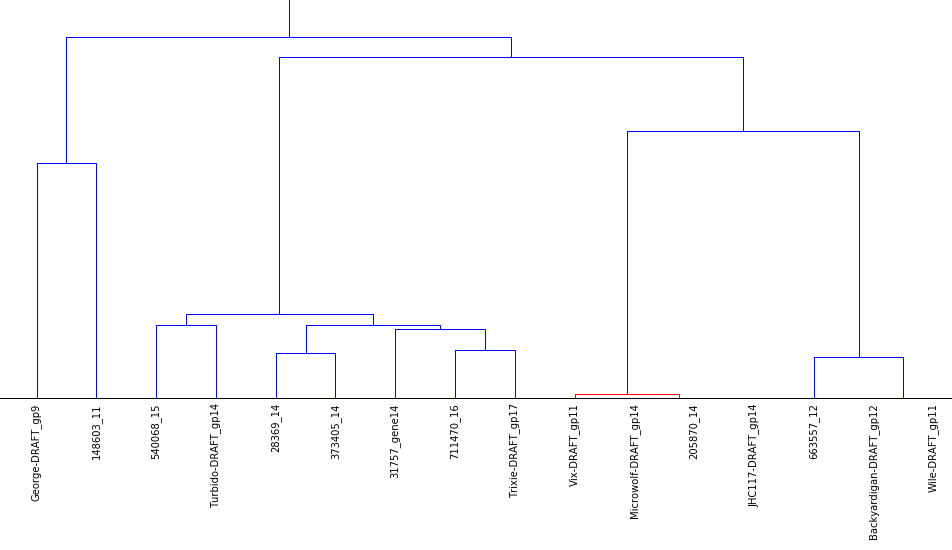 George-DRAFT_gp9
148603_11
540068_15
Turbido-DRAFT_gp14
28369_14
373405_14
31757_gene14
711470_16
Trixie-DRAFT_gp17
Vix-DRAFT_gp11
Microwolf-DRAFT_gp14
205870_14
JHC117-DRAFT_gp14
663557_12
Backyardigan-DRAFT_gp12
Wile-DRAFT_gp11